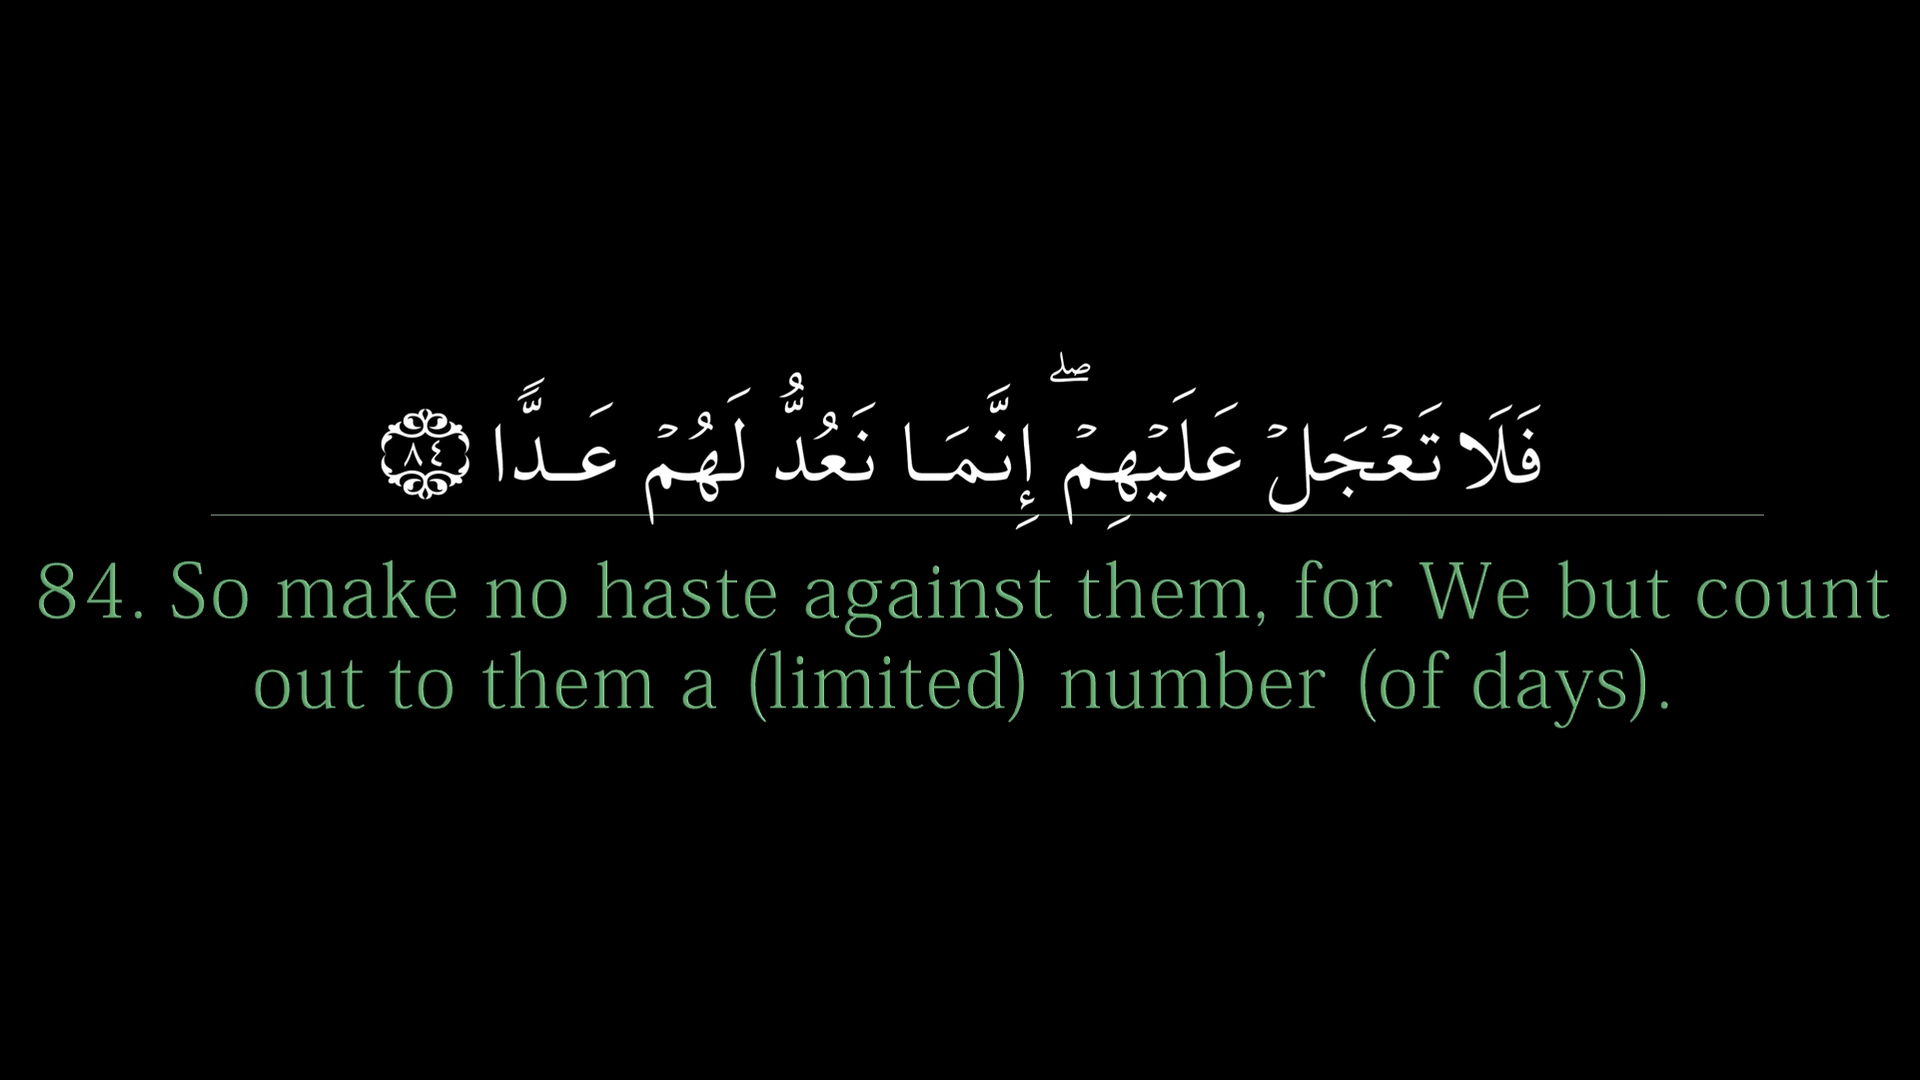 فَلَا تَعۡجَلۡ عَلَيۡهِمۡۖ إِنَّمَا نَعُدُّ لَهُمۡ عَدّٗا ٨٤
84. So make no haste against them, for We but count
out to them a (limited) number (of days).